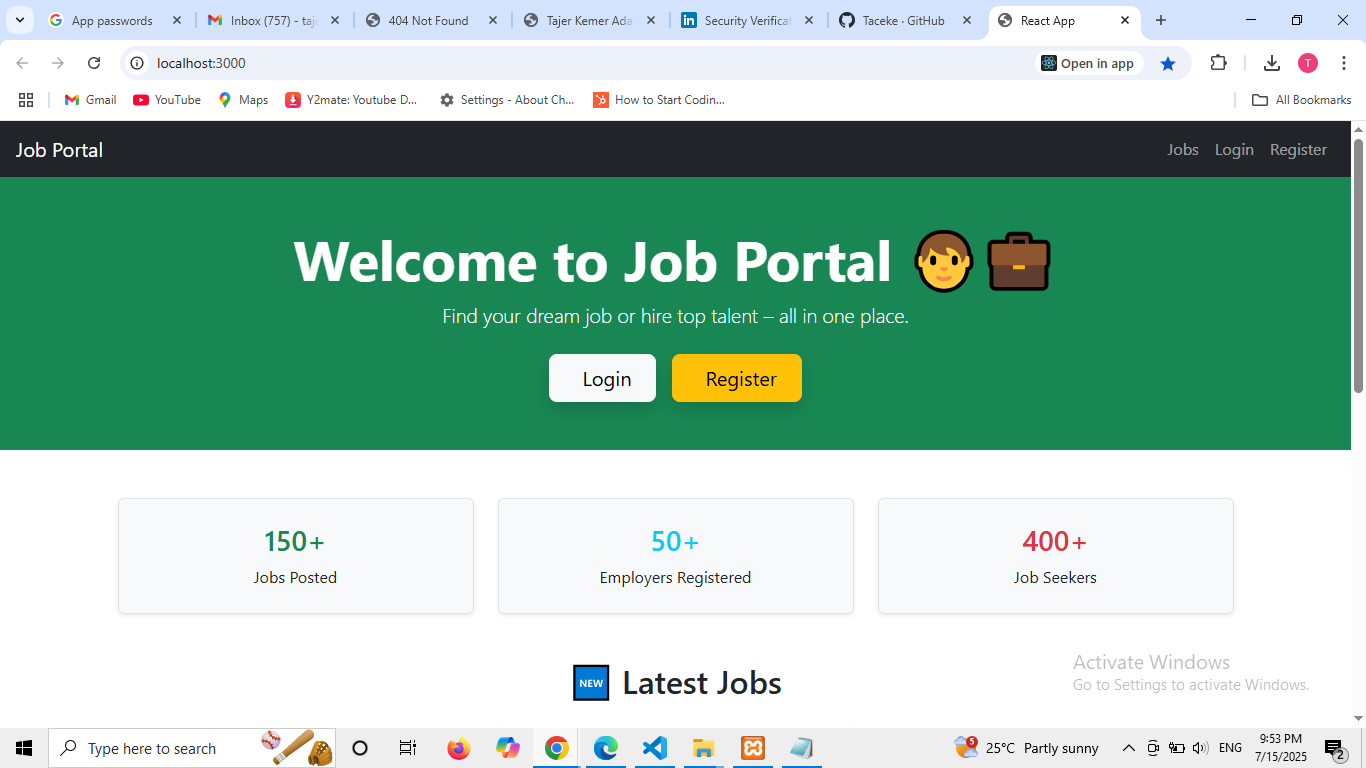 App passwords
Inbox (757) - taj
404 Not Found
Tajer Kemer Ada
Security Verificat
Taceke · GitHub
React App
localhost:3000
Open in app
T
Gmail
YouTube
Maps
Y2mate: Youtube D...
Settings - About Ch...
How to Start Codin...
All Bookmarks
Job Portal
Jobs
Login
Register
Welcome to Job Portal
Find your dream job or hire top talent – all in one place.
Login
Register
150+
Jobs Posted
50+
Employers Registered
400+
Job Seekers
NEW Latest Jobs
Activate Windows
Go to Settings to activate Windows.
Type here to search
5
25°C Partly sunny
ENG
9:53 PM
7/15/2025
2